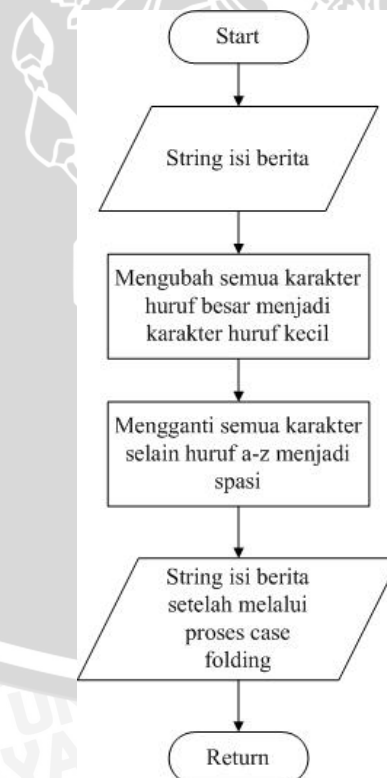 Start
String isi berita
Mengubah semua karakter
huruf besar menjadi
karakter huruf kecil
Mengganti semua karakter
selain huruf a-z menjadi
spasi
String isi berita
setelah melalui
proses case
folding
Return